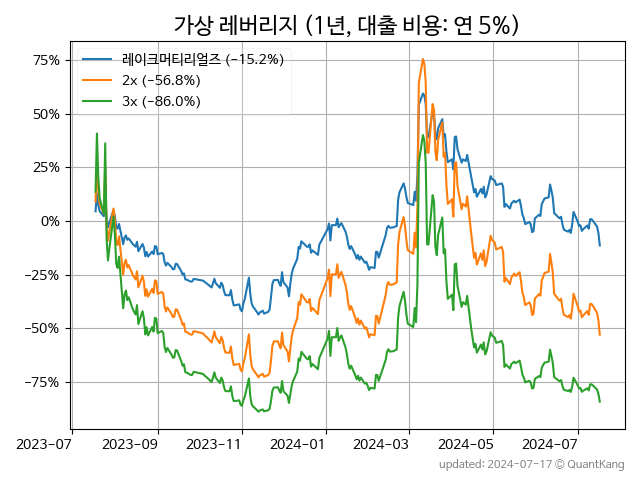 가상 레버리지 (1년, 대출 비용: 연 5%)
레이크머티리얼즈 (−15.2%)
2x (−56.8%)
3x (−86.0%)
75%
50%
25%
0%
−25%
−50%
−75%
2023-07 2023-09 2023-11 2024-01 2024-03 2024-05 2024-07
updated: 2024-07-17 © QuantKang